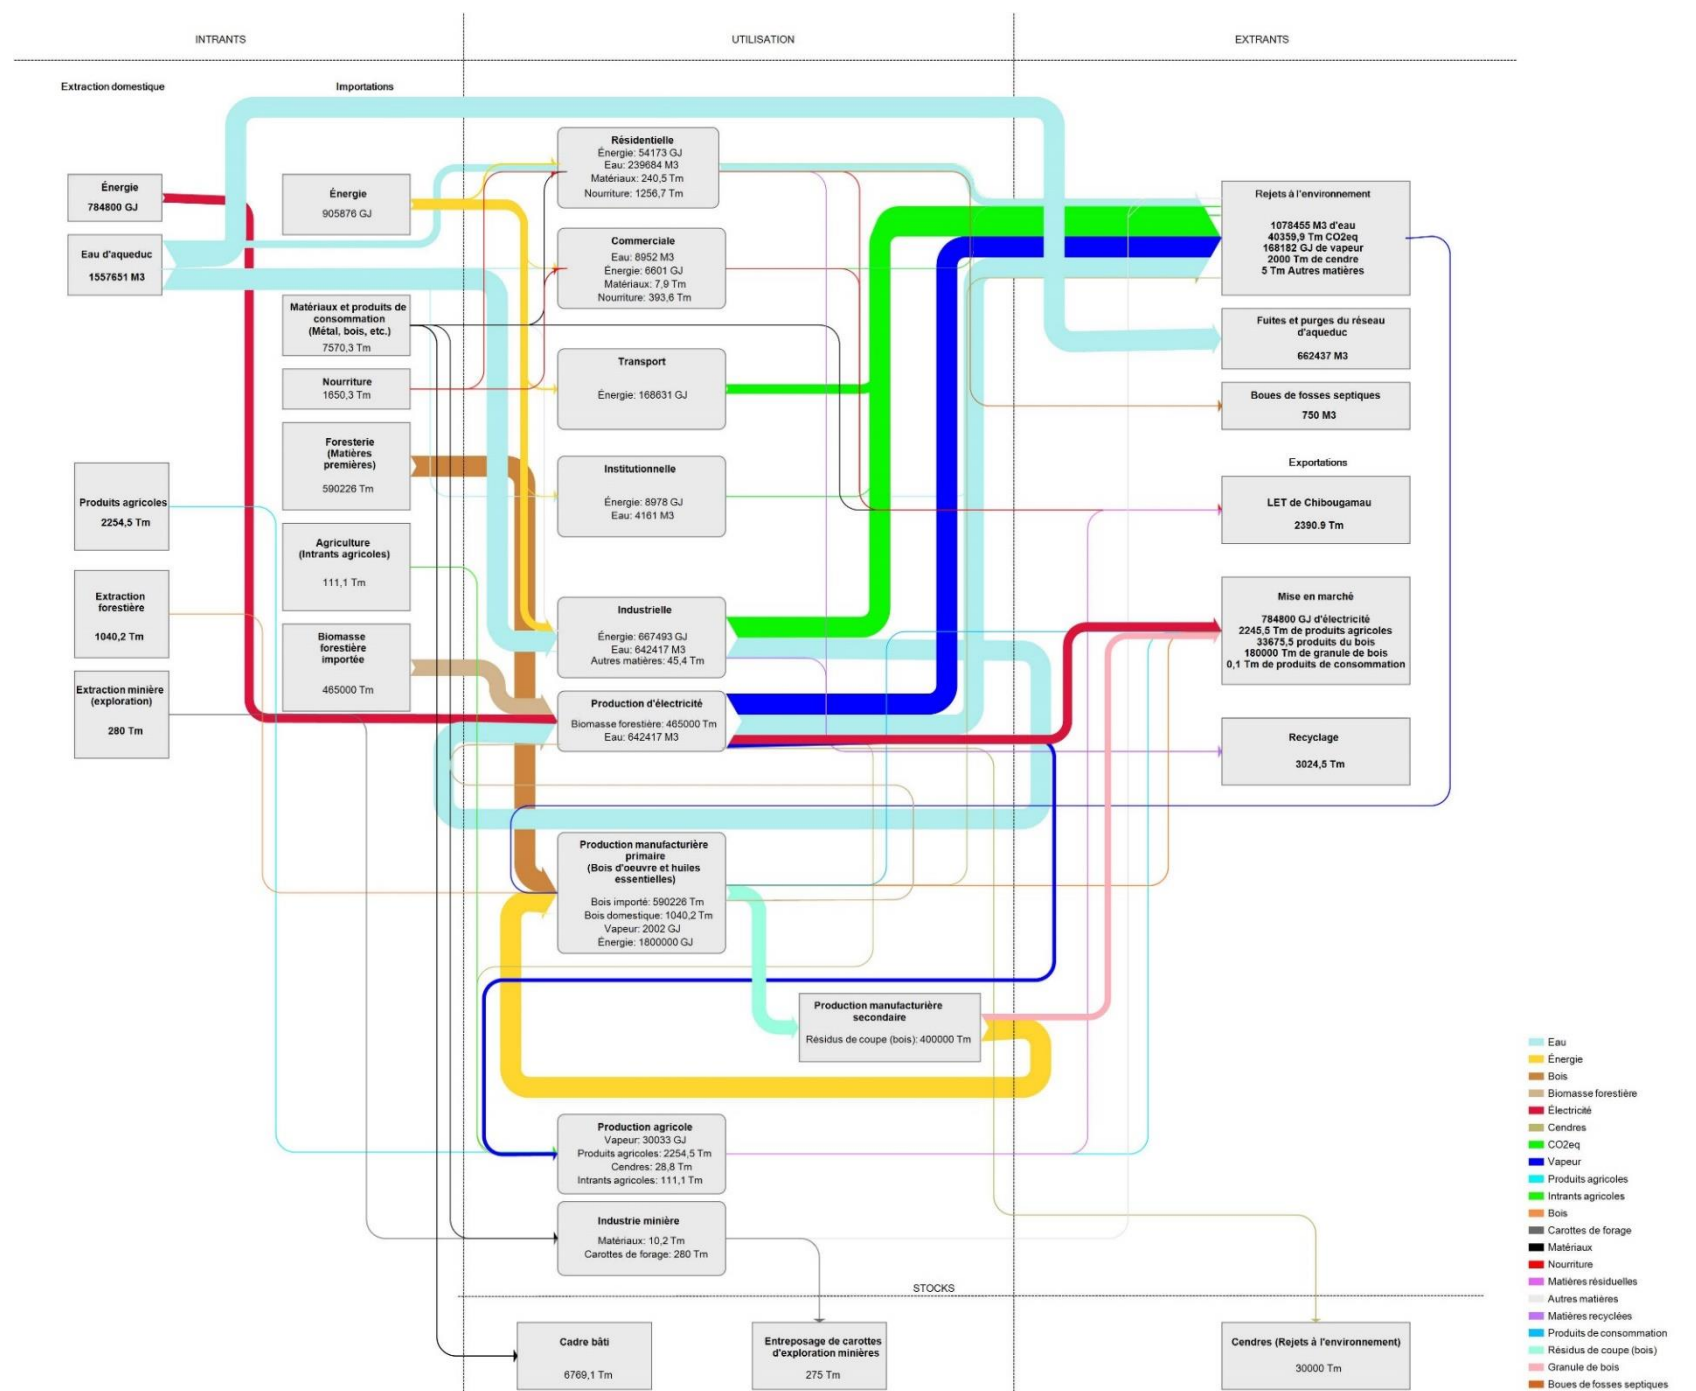 INTRANTS
UTILISATION
EXTRANTS
Extraction domestique
Importations
Énergie
784800 GJ
Eau d'aqueduc
1557651 M3
Produits agricoles
2254,5 Tm
Extraction
forestière
1040,2 Tm
Extraction minière
(exploration)
280 Tm
Énergie
905876 GJ
Matériaux et produits de
consommation
(Métal, bois, etc.)
7570,3 Tm
Nourriture
1650,3 Tm
Foresterie
(Matières
premières)
590226 Tm
Agriculture
(Intrants agricoles)
111,1 Tm
Biomasse
forestière
importée
465000 Tm
Résidentielle
Énergie: 54173 GJ
Eau: 239684 M3
Matériaux: 240,5 Tm
Nourriture: 1256,7 Tm
Commerciale
Eau: 8952 M3
Énergie: 6601 GJ
Matériaux: 7,9 Tm
Nourriture: 393,6 Tm
Transport
Énergie: 168631 GJ
Institutionnelle
Énergie: 8978 GJ
Eau: 4161 M3
Industrielle
Énergie: 667493 GJ
Eau: 642417 M3
Autres matières: 45,4 Tm
Production d'électricité
Biomasse forestière: 465000 Tm
Eau: 642417 M3
Production manufacturière
primaire
(Bois d'oeuvre et huiles
essentielles)
Bois importé: 590226 Tm
Bois domestique: 1040,2 Tm
Vapeur: 2002 GJ
Énergie: 1800000 GJ
Production manufacturière
secondaire
Résidus de coupe (bois): 400000 Tm
Production agricole
Vapeur: 30033 GJ
Produits agricoles: 2254,5 Tm
Cendres: 28,8 Tm
Intrants agricoles: 111,1 Tm
Industrie minière
Matériaux: 10,2 Tm
Carottes de forage: 280 Tm
Rejets à l'environnement
1078455 M3 d'eau
40359,9 Tm CO2eq
168182 GJ de vapeur
2000 Tm de cendre
5 Tm Autres matières
Fuites et purges du réseau
d'aqueduc
662437 M3
Boues de fosses septiques
750 M3
Exportations
LET de Chibougamau
2390.9 Tm
Mise en marché
784800 GJ d'électricité
2245,5 Tm de produits agricoles
33675,5 produits du bois
180000 Tm de granule de bois
0,1 Tm de produits de consommation
Recyclage
3024,5 Tm
STOCKS
Cadre bâti
6769,1 Tm
Entreposage de carottes
d'exploration minières
275 Tm
Cendres (Rejets à l'environnement)
30000 Tm
Eau
Énergie
Bois
Biomasse forestière
Électricité
Cendres
CO2eq
Vapeur
Produits agricoles
Intrants agricoles
Bois
Carottes de forage
Matériaux
Nourriture
Matières résiduelles
Autres matières
Matières recyclées
Produits de consommation
Résidus de coupe (bois)
Granule de bois
Boues de fosses septiques